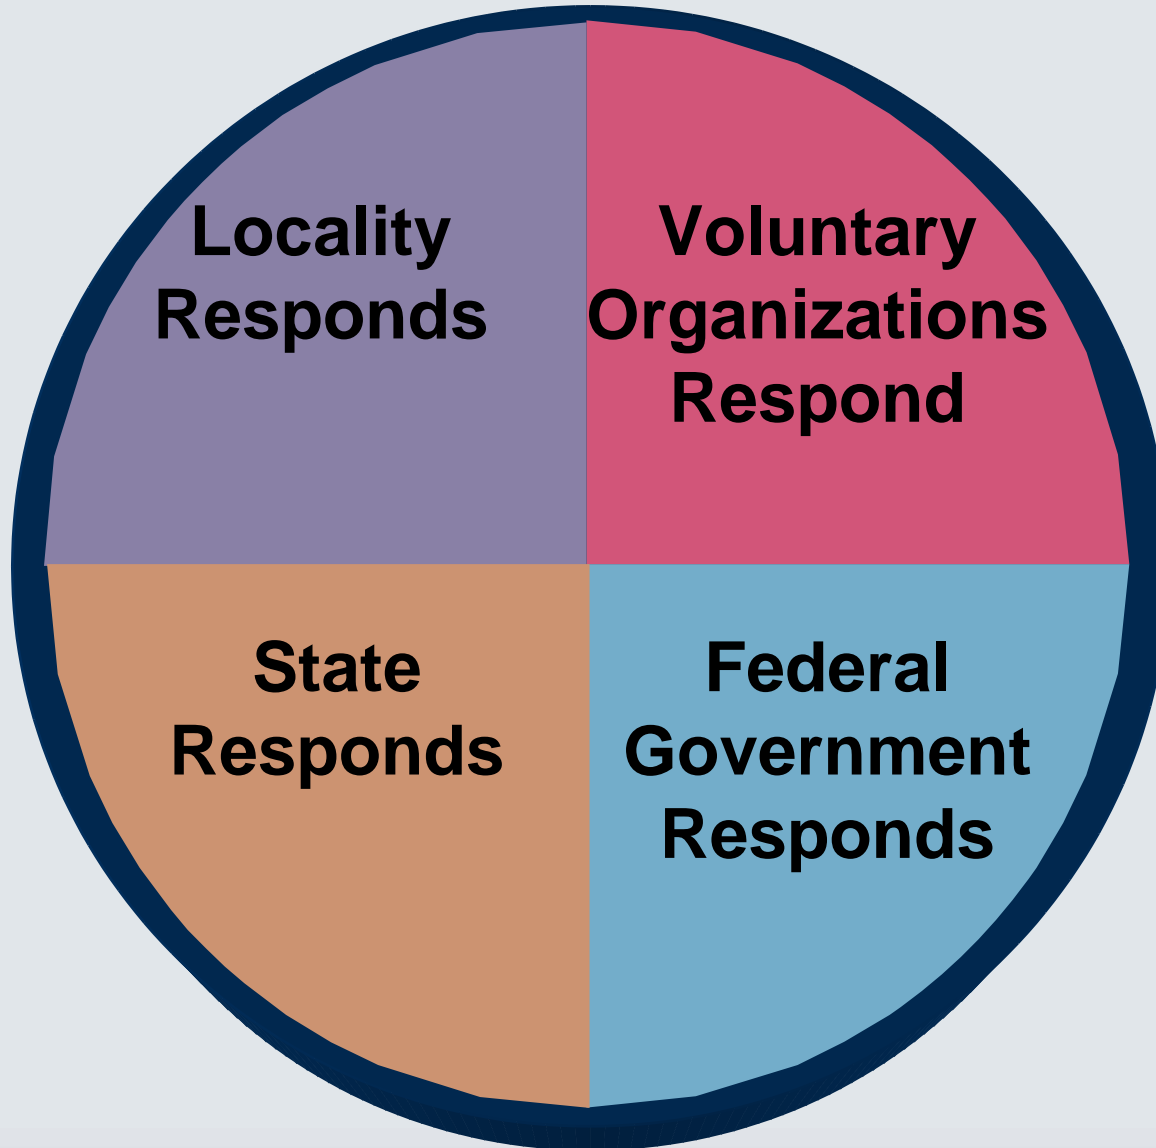 Locality
Responds
Voluntary
Organizations
Respond
State
Responds
Federal
Government
Responds